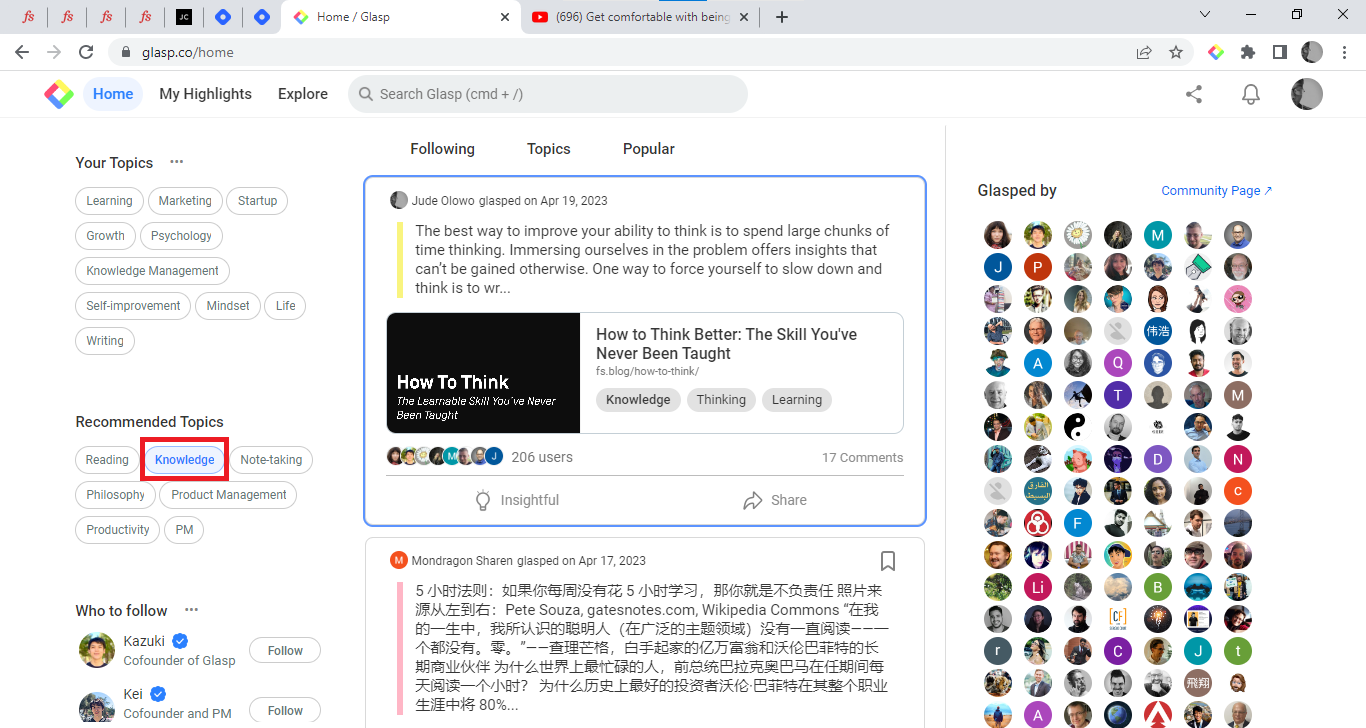 fs
fs
fs
fs
JC
Home / Glasp
(696) Get comfortable with being
glasp.co/home
Home
My Highlights
Explore
Search Glasp (cmd + /)
Your Topics
Learning
Marketing
Startup
Growth
Psychology
Knowledge Management
Self-improvement
Mindset
Life
Writing
Recommended Topics
Reading
Knowledge
Note-taking
Philosophy
Product Management
Productivity
PM
Who to follow
Kazuki
Cofounder of Glasp
Follow
Kei
Cofounder and PM
Follow
Following
Topics
Popular
Jude Olowo glasped on Apr 19, 2023
The best way to improve your ability to think is to spend large chunks of
time thinking. Immersing ourselves in the problem offers insights that
can’t be gained otherwise. One way to force yourself to slow down and
think is to wr...
How To Think
The Learnable Skill You've Never
Been Taught
How to Think Better: The Skill You've
Never Been Taught
fs.blog/how-to-think/
Knowledge
Thinking
Learning
M
J
206 users
17 Comments
Insightful
Share
M
Mondragon Sharen glasped on Apr 17, 2023
5 小时法则：如果你每周没有花 5 小时学习，那你就是不负责任 照片来
源从左到右：Pete Souza, gatesnotes.com, Wikipedia Commons “在我
的一生中，我所认识的聪明人（在广泛的主题领域）没有一直阅读——一
个都没有。零。”——查理芒格，白手起家的亿万富翁和沃伦巴菲特的长
期商业伙伴 为什么世界上最忙碌的人，前总统巴拉克奥巴马在任期间每
天阅读一个小时？ 为什么历史上最好的投资者沃伦·巴菲特在其整个职业
生涯中将 80%...
Glasped by
Community Page ↗
M
J
P
伟浩
A
Q
T
M
D
N
الفارق البسيط
c
F
Li
B
CF
r
C
J
t
飛翔
A